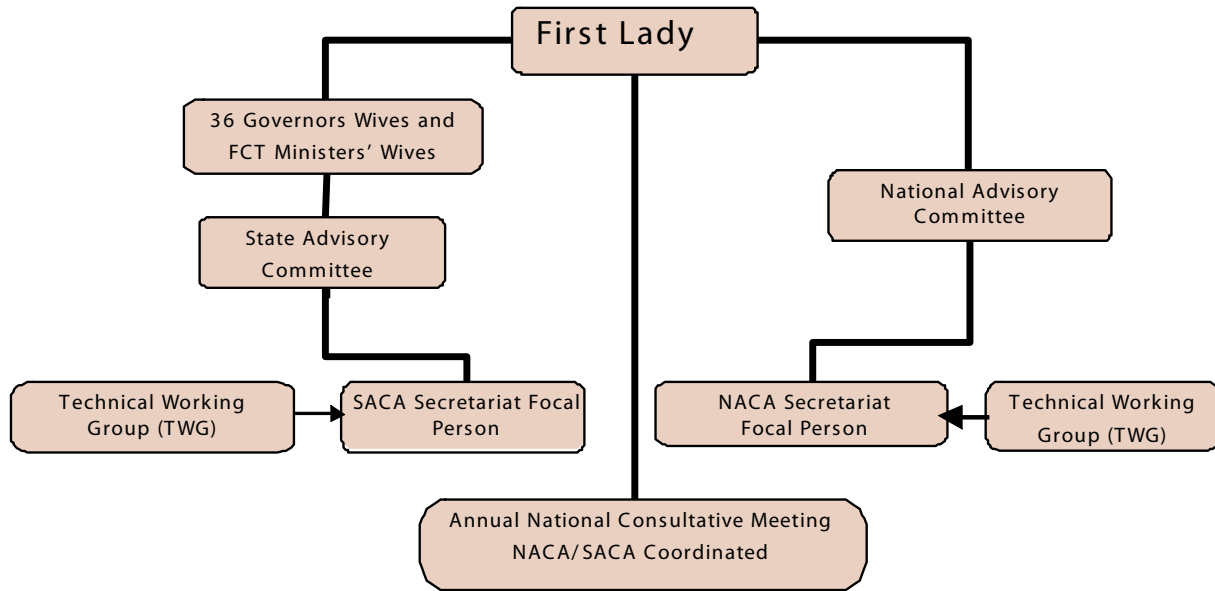 First Lady
36 Governors Wives and
FCT Ministers’ Wives
National Advisory
Committee
State Advisory
Committee
Technical Working
Group (TWG)
SACA Secretariat Focal
Person
NACA Secretariat
Focal Person
Technical Working
Group (TWG)
Annual National Consultative Meeting
NACA/SACA Coordinated